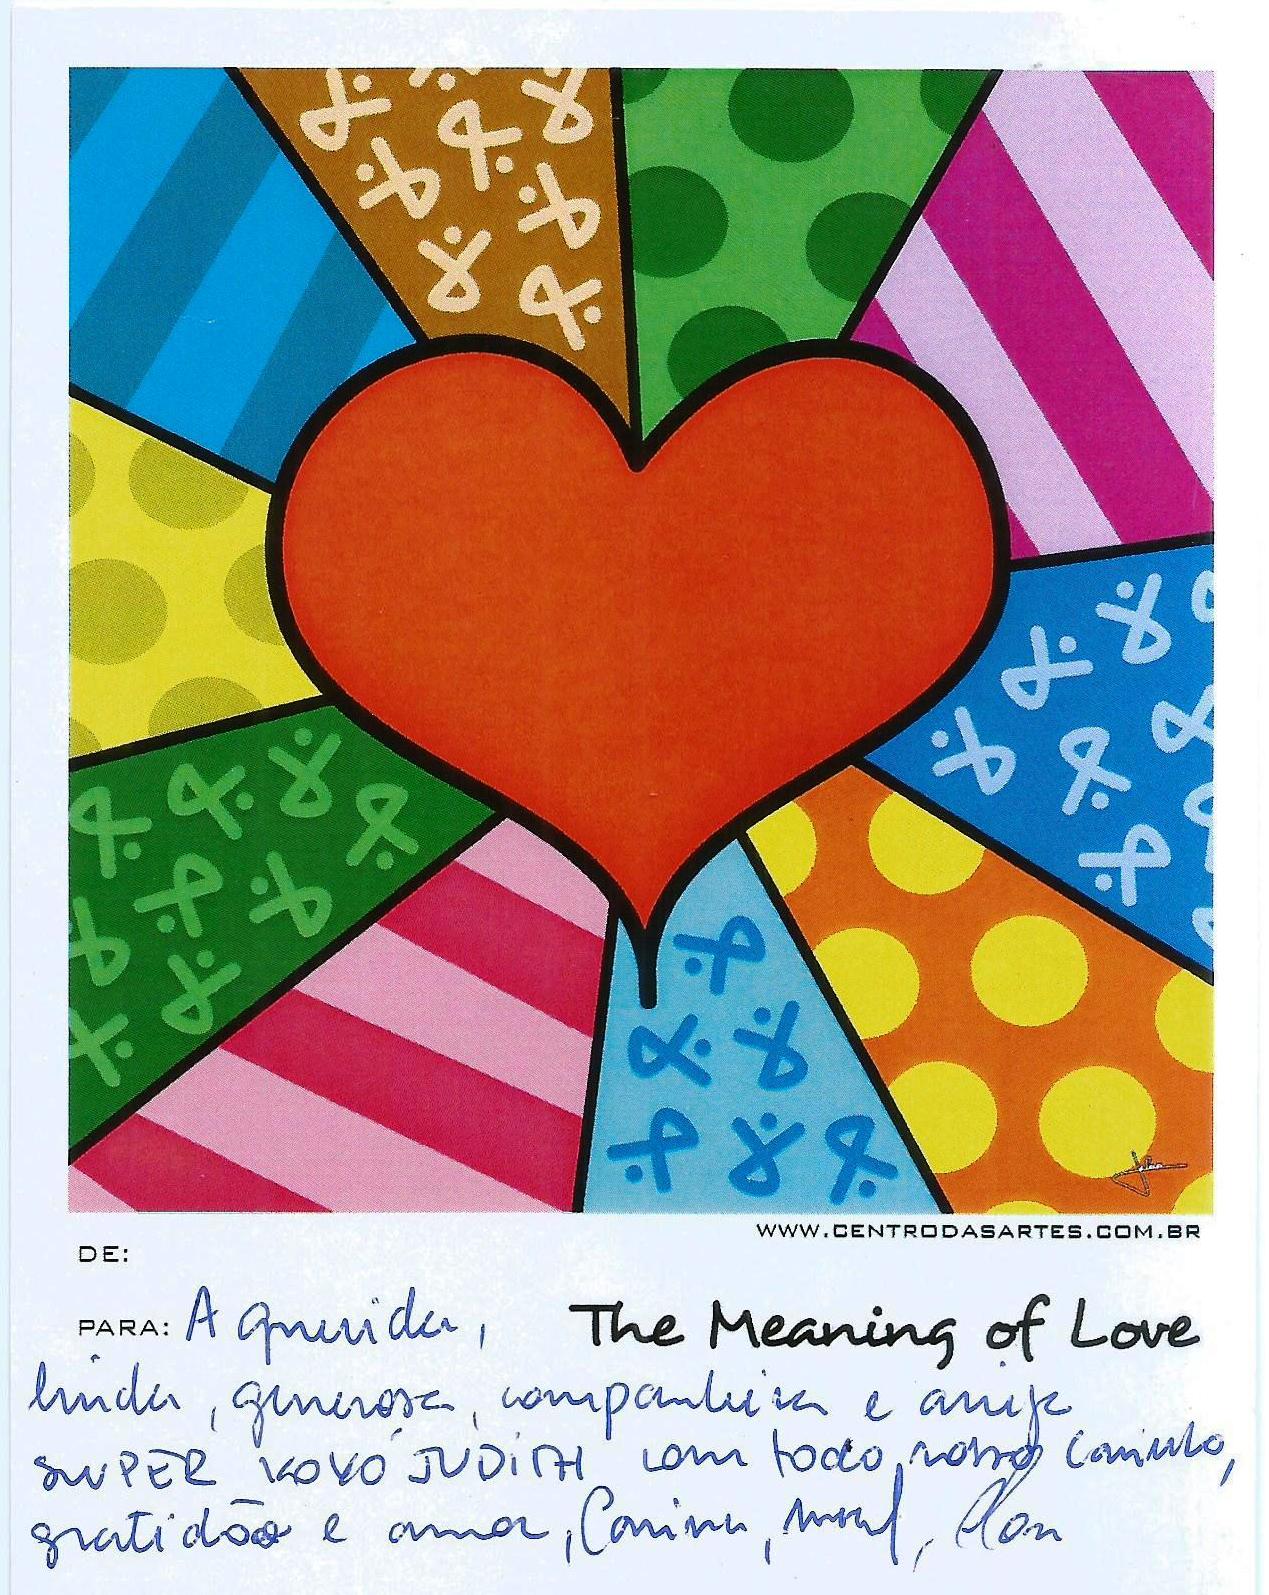 WWW.CENTRODASARTES.COM.BR
DE:
PARA: A querida,
The Meaning of Love
linda, generosa, companheira e amiga
SUPER VOVÓ JUDITH com todo nosso carinho,
gratidão e amor, Carina,